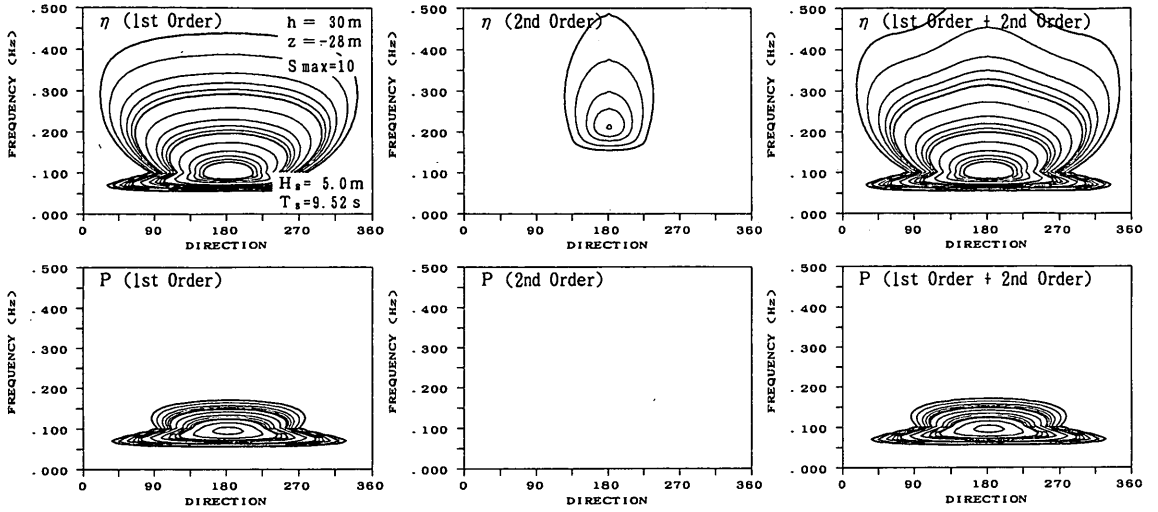 η (1st Order)
h = 30m
z = -28m
S max=10
H s = 5.0m
T s =9.52s
.500
.400
.300
.200
.100
.000
FREQUENCY (Hz)
0 90 180 270 360
DIRECTION
η (2nd Order)
.500
.400
.300
.200
.100
.000
FREQUENCY (Hz)
0 90 180 270 360
DIRECTION
η (1st Order + 2nd Order)
.500
.400
.300
.200
.100
.000
FREQUENCY (Hz)
0 90 180 270 360
DIRECTION
P (1st Order)
.500
.400
.300
.200
.100
.000
FREQUENCY (Hz)
0 90 180 270 360
DIRECTION
P (2nd Order)
.500
.400
.300
.200
.100
.000
FREQUENCY (Hz)
0 90 180 270 360
DIRECTION
P (1st Order + 2nd Order)
.500
.400
.300
.200
.100
.000
FREQUENCY (Hz)
0 90 180 270 360
DIRECTION